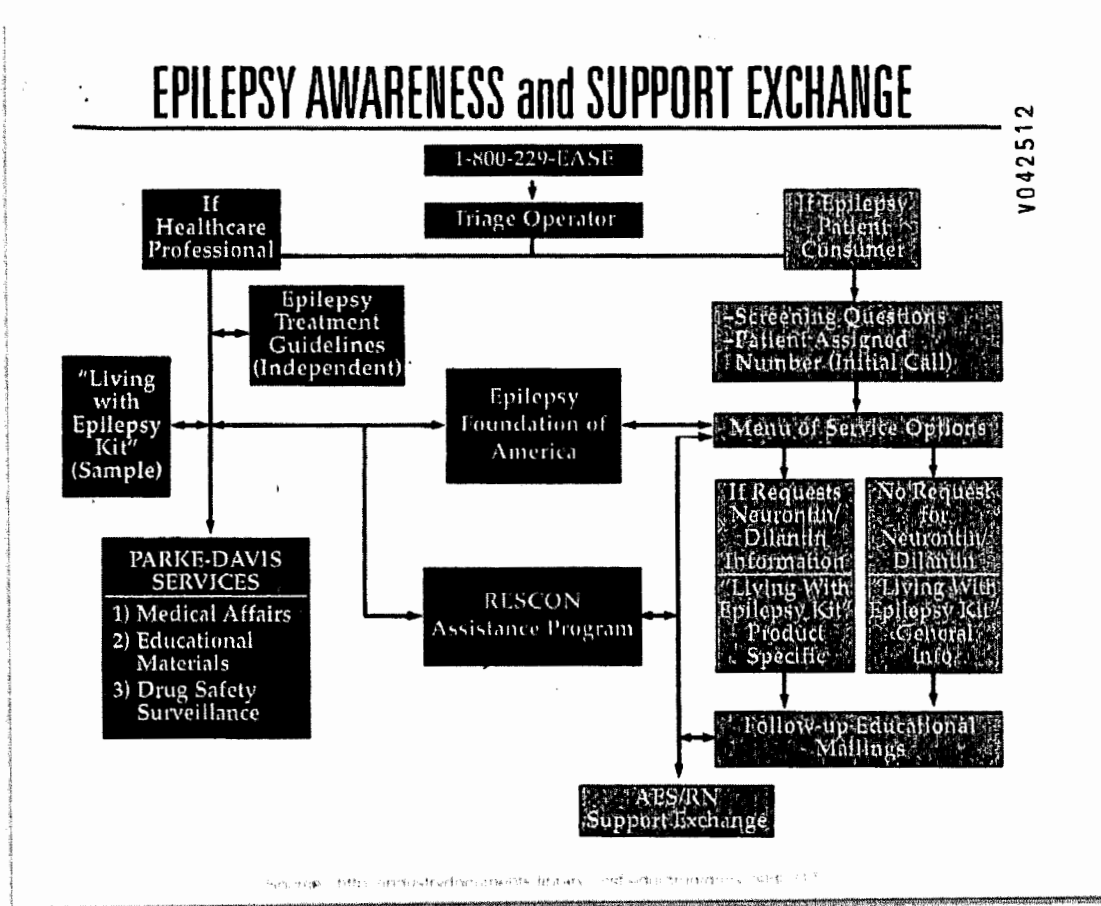 EPILEPSY AWARENESS and SUPPORT EXCHANGE
V042512
1-800-229-EASE
Triage Operator
If
Healthcare
Professional
If Epilepsy
Patient
Consumer
Epilepsy
Treatment
Guidelines
(Independent)
-Screening Questions
-Patient Assigned
Number (Initial Call)
"Living
with
Epilepsy
Kit"
(Sample)
Epilepsy
Foundation of
America
Menu of Service Options
If Requests
Neurontin/
Dilantin
Information
"Living With
Epilepsy Kit"
Product
Specific
No Request
for
Neurontin/
Dilantin
"Living With
Epilepsy Kit"
General
Info.
PARKE-DAVIS
SERVICES
1) Medical Affairs
2) Educational
Materials
3) Drug Safety
Surveillance
RESCON
Assistance Program
Follow-up Educational
Mailings
AES/RN
Support Exchange